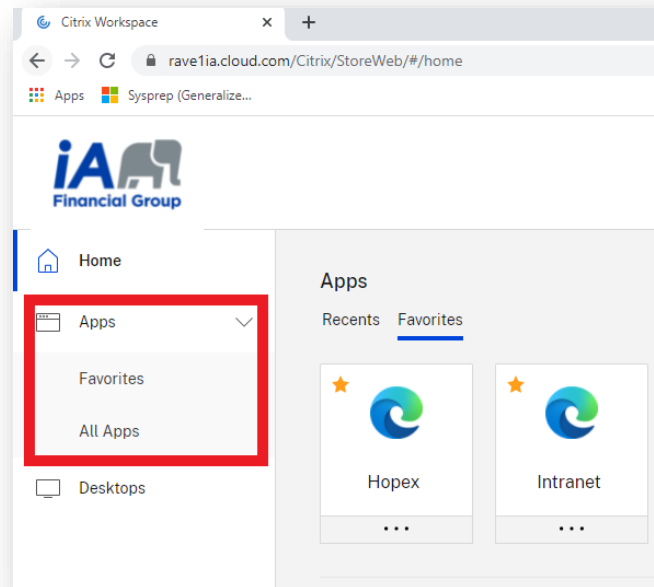 Citrix Workspace
rave1ia.cloud.com/Citrix/StoreWeb/#/home
Apps Sysprep (Generalize...
iA
Financial Group
Home
Apps
Favorites
All Apps
Desktops
Apps
Recents Favorites
Hopex Intranet